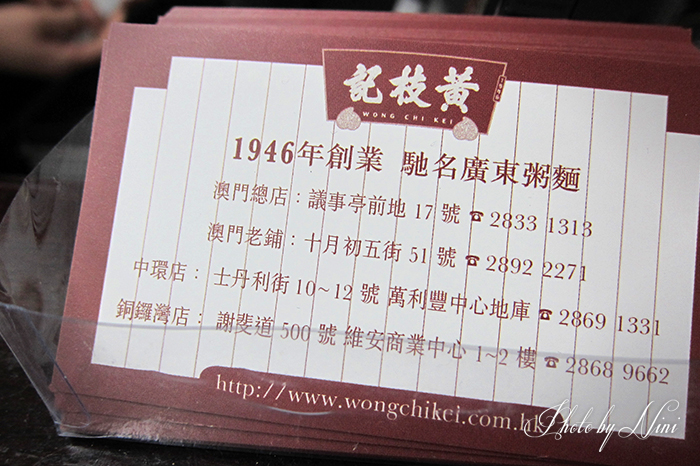 記枝黃
WONG CHI KEI
1946
1946年創業 馳名廣東粥麵
澳門總店：議事亭前地 17 號 ☎ 2833 1313
澳門老鋪：十月初五街 51 號 ☎ 2892 2271
中環店： 士丹利街 10~12 號 萬利豐中心地庫 ☎ 2869 1331
銅鑼灣店： 謝斐道 500 號 維安商業中心 1~2 樓 ☎ 2868 9662
http://www.wongchikei.com.hk
Photo by Nini